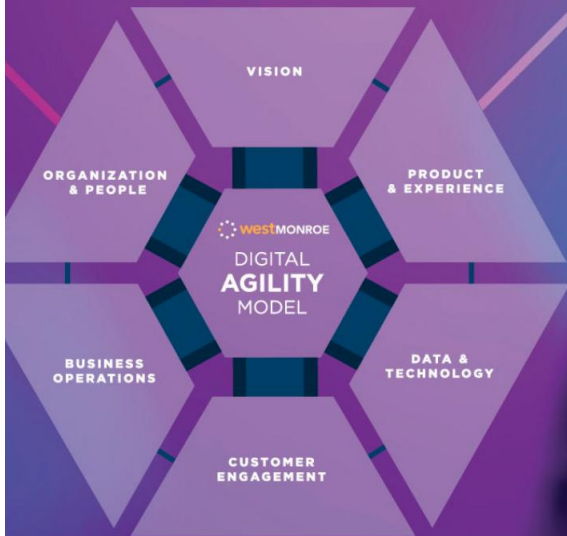 VISION
ORGANIZATION
& PEOPLE
PRODUCT
& EXPERIENCE
westMONROE
DIGITAL
AGILITY
MODEL
BUSINESS
OPERATIONS
DATA &
TECHNOLOGY
CUSTOMER
ENGAGEMENT